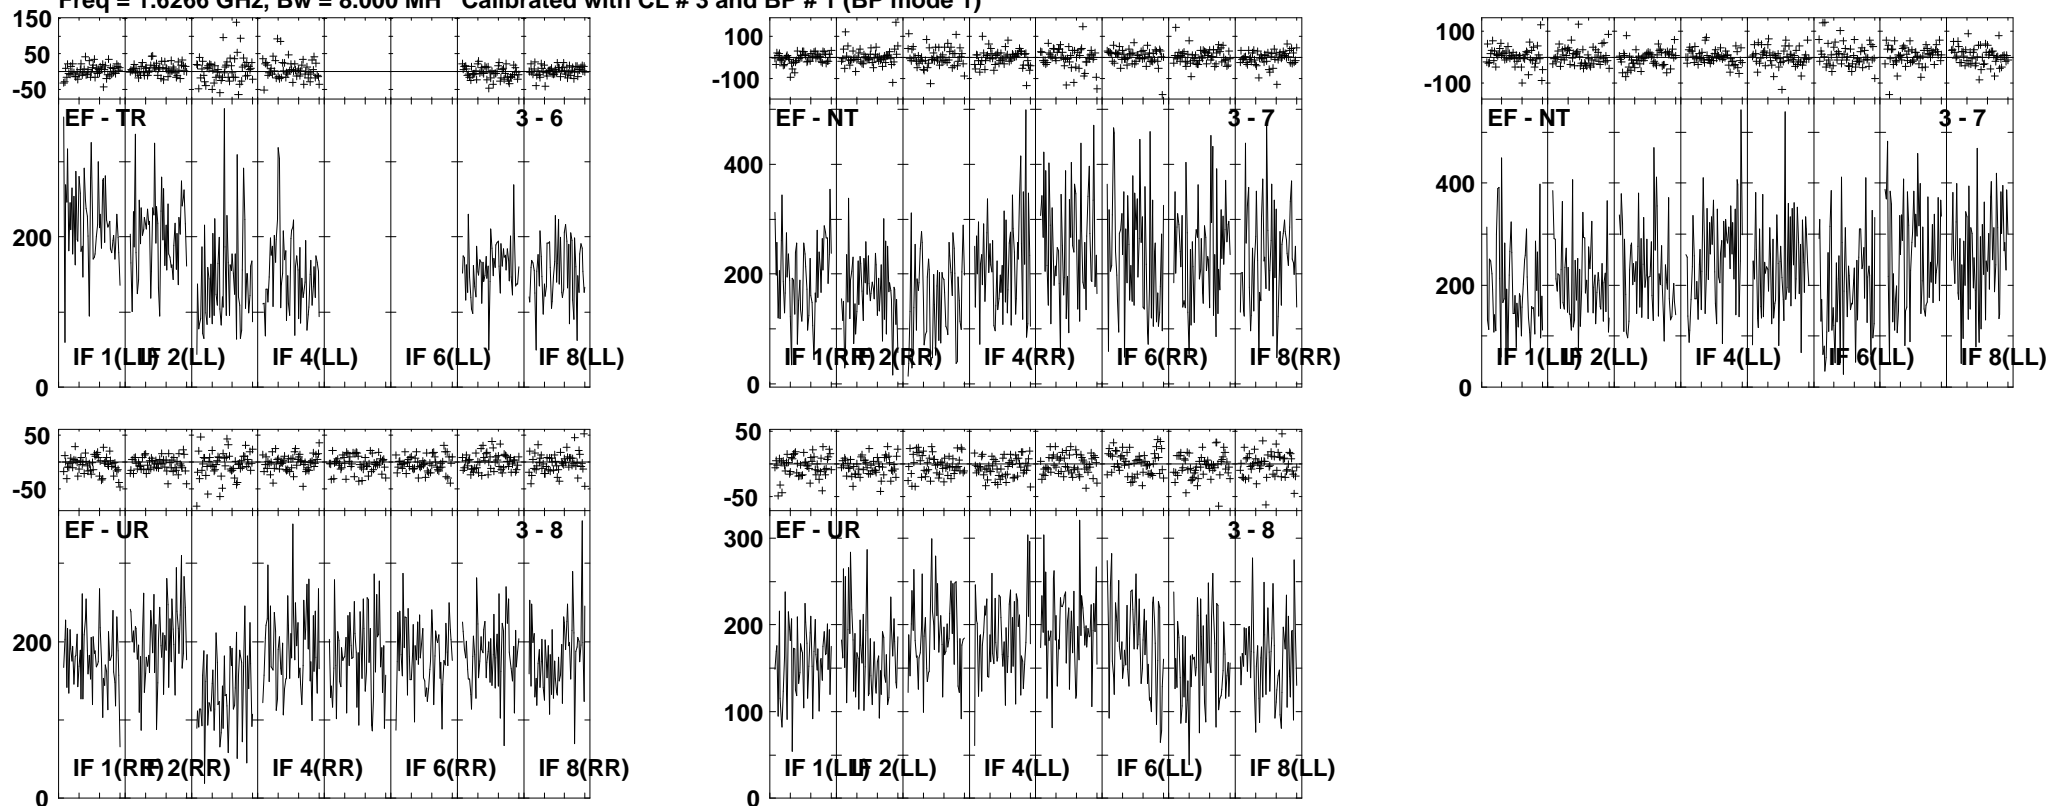 Freq = 1.6266 GHz, Bw = 8.000 MH Calibrated with CL # 3 and BP # 1 (BP mode 1)
150
50
-50
EF - TR 3 - 6
200
0
IF 1(LL) IF 2(LL) IF 4(LL) IF 6(LL) IF 8(LL)
100
-100
EF - NT 3 - 7
400
200
0
IF 1(RR) IF 2(RR) IF 4(RR) IF 6(RR) IF 8(RR)
100
-100
EF - NT 3 - 7
400
200
0
IF 1(LL) IF 2(LL) IF 4(LL) IF 6(LL) IF 8(LL)
50
-50
EF - UR 3 - 8
200
0
IF 1(RR) IF 2(RR) IF 4(RR) IF 6(RR) IF 8(RR)
50
-50
EF - UR 3 - 8
300
200
100
0
IF 1(LL) IF 2(LL) IF 4(LL) IF 6(LL) IF 8(LL)